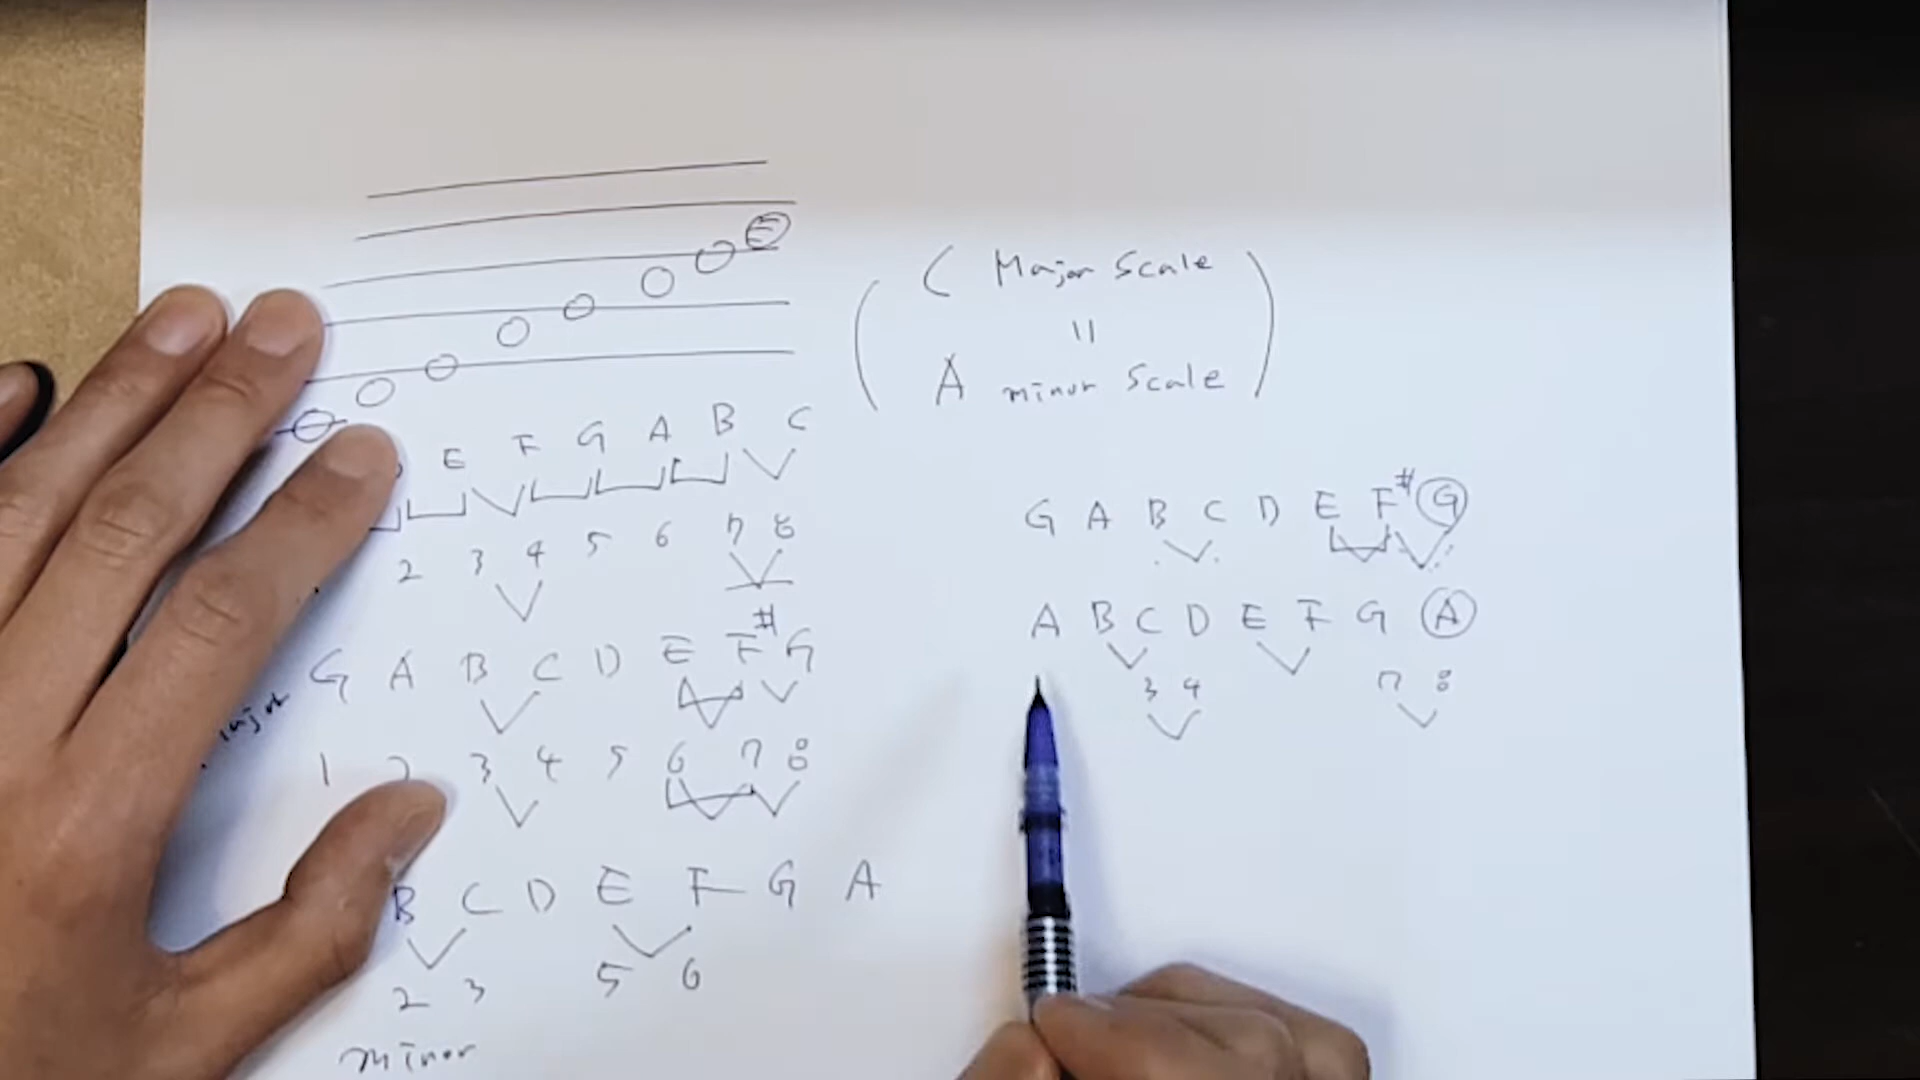 E F G A B C
2 3 4 5 6 7 8
G A B C D E F# G
1 2 3 4 5 6 7 8
B C D E F G A
2 3 5 6
minor
C Major Scale
=
A minor Scale
G A B C D E F# G
A B C D E F G A
3 4 7 8